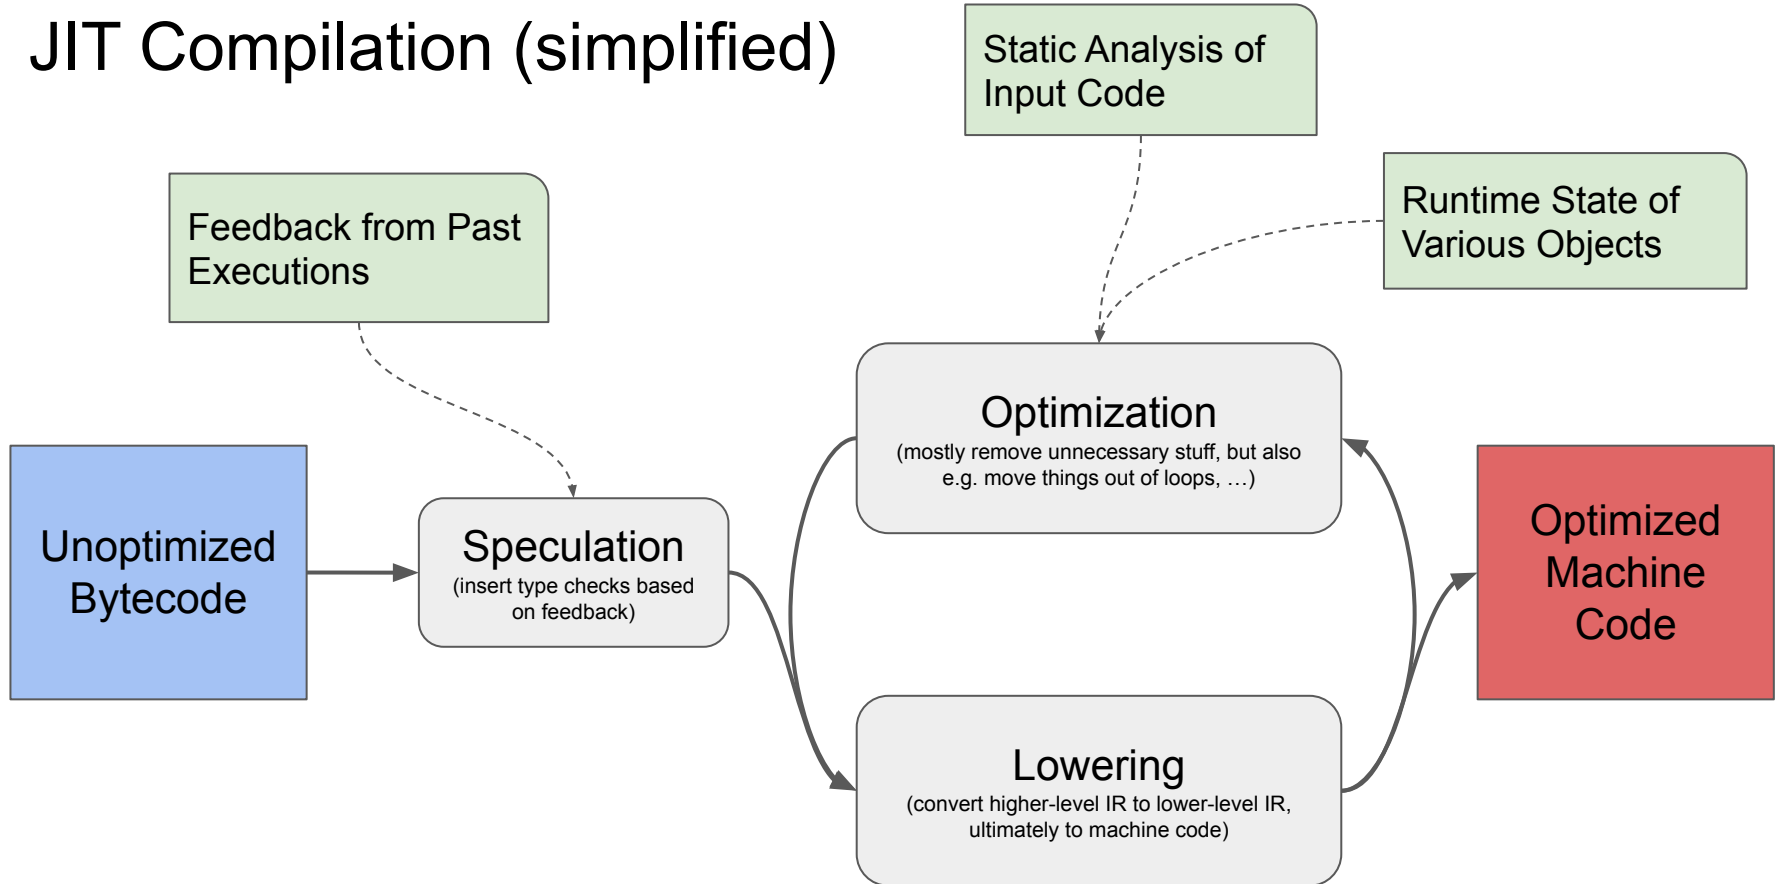 JIT Compilation (simplified)
Static Analysis of
Input Code
Runtime State of
Various Objects
Feedback from Past
Executions
Optimization
(mostly remove unnecessary stuff, but also
e.g. move things out of loops, …)
Unoptimized
Bytecode
Speculation
(insert type checks based
on feedback)
Optimized
Machine
Code
Lowering
(convert higher-level IR to lower-level IR,
ultimately to machine code)